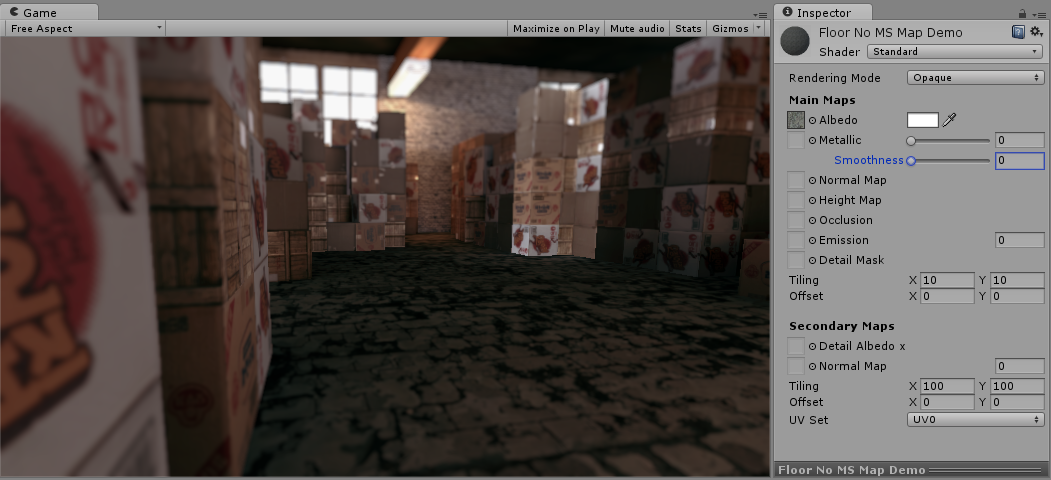 Game
Free Aspect
Maximize on Play
Mute audio
Stats
Gizmos
Inspector
Floor No MS Map Demo
Shader Standard
Rendering Mode Opaque
Main Maps
Albedo
Metallic 0
Smoothness 0
Normal Map
Height Map
Occlusion
Emission 0
Detail Mask
Tiling X 10 Y 10
Offset X 0 Y 0
Secondary Maps
Detail Albedo x
Normal Map 0
Tiling X 100 Y 100
Offset X 0 Y 0
UV Set UV0
Floor No MS Map Demo